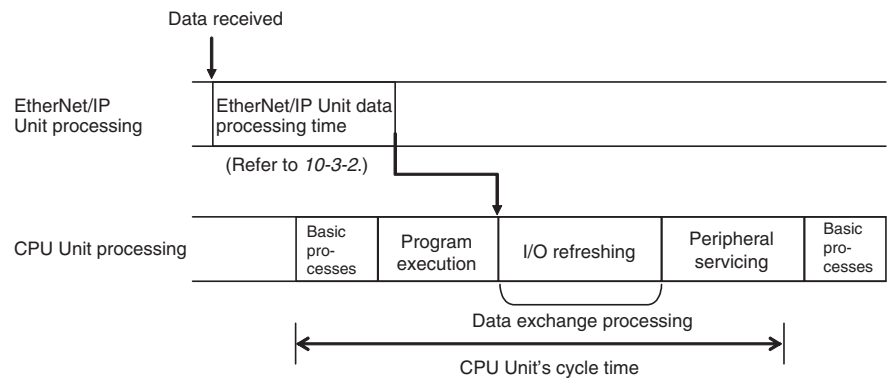 Data received
EtherNet/IP
Unit processing
EtherNet/IP Unit data
processing time
(Refer to 10-3-2.)
CPU Unit processing
Basic
pro-
cesses
Program
execution
I/O refreshing
Peripheral
servicing
Basic
pro-
cesses
Data exchange processing
CPU Unit's cycle time